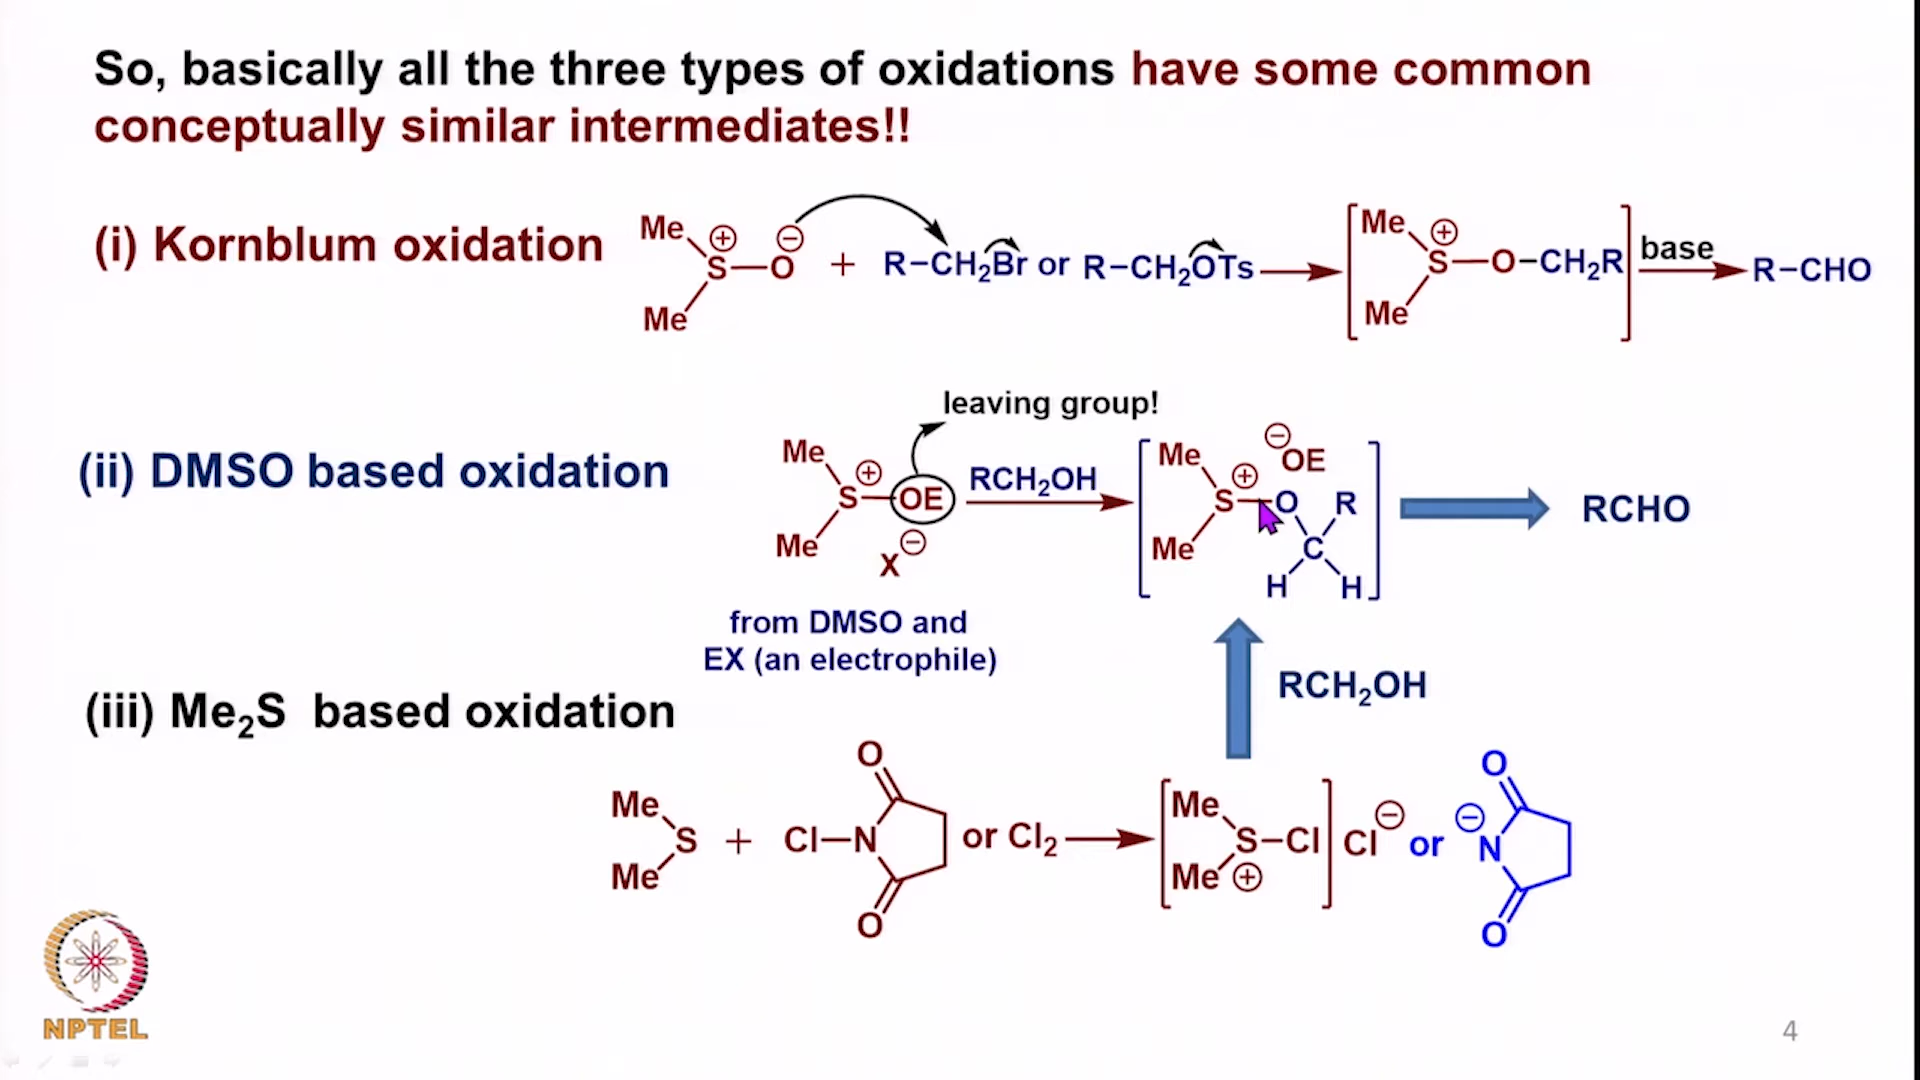 So, basically all the three types of oxidations have some common
conceptually similar intermediates!!
(i) Kornblum oxidation
Me
Me
S⊕—O⊖ + R–CH₂Br or R–CH₂OTs
Me
Me
S⊕—O–CH₂R
base
R–CHO
leaving group!
(ii) DMSO based oxidation
Me
Me
S⊕—OE
X⊖
RCH₂OH
Me
Me
S⊕—O
⊖OE
R
C
H H
RCHO
from DMSO and
EX (an electrophile)
RCH₂OH
(iii) Me₂S based oxidation
Me
Me
S + Cl–N
O
O
or Cl₂
Me
Me
S–Cl
⊕
Cl⊖ or
⊖
N
O
O
NPTEL
4